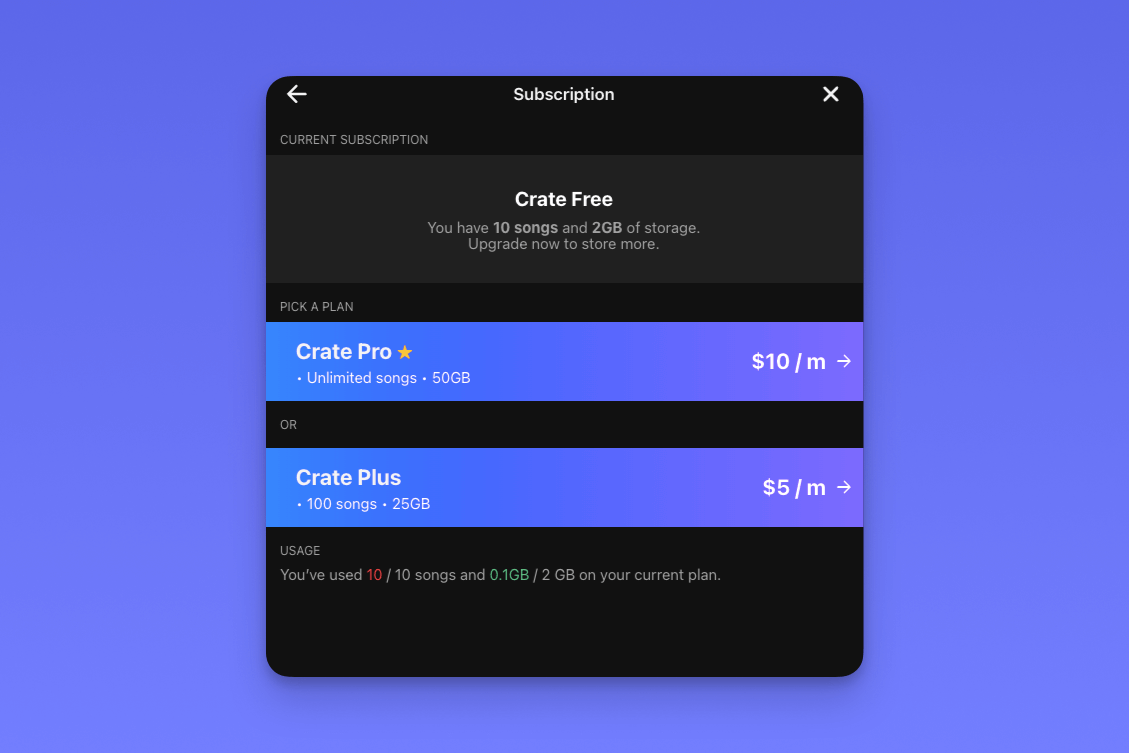 Subscription
CURRENT SUBSCRIPTION
Crate Free
You have 10 songs and 2GB of storage.
Upgrade now to store more.
PICK A PLAN
Crate Pro ★
$10 / m →
• Unlimited songs • 50GB
OR
Crate Plus
$5 / m →
• 100 songs • 25GB
USAGE
You’ve used 10 / 10 songs and 0.1GB / 2 GB on your current plan.